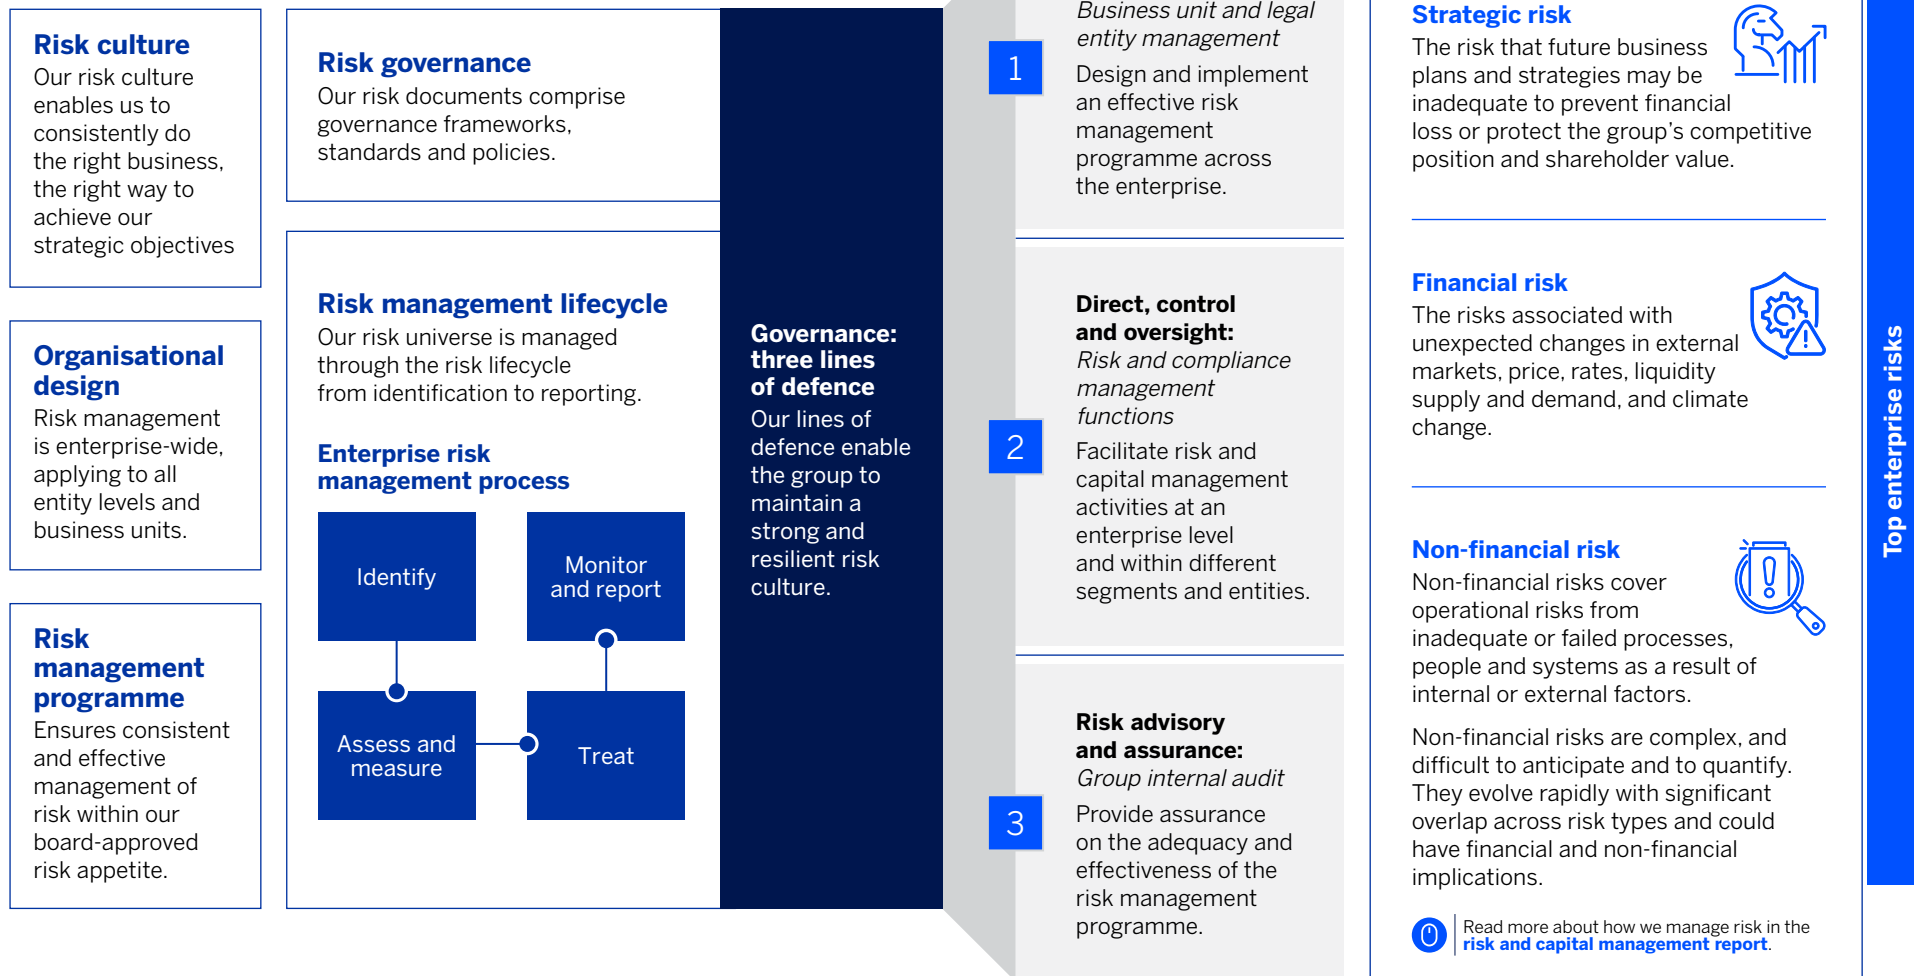 Risk culture
Our risk culture
enables us to
consistently do
the right business,
the right way to
achieve our
strategic objectives
Organisational
design
Risk management
is enterprise-wide,
applying to all
entity levels and
business units.
Risk
management
programme
Ensures consistent
and effective
management of
risk within our
board-approved
risk appetite.
Risk governance
Our risk documents comprise
governance frameworks,
standards and policies.
Risk management lifecycle
Our risk universe is managed
through the risk lifecycle
from identification to reporting.
Enterprise risk
management process
Identify
Monitor
and report
Assess and
measure
Treat
Governance:
three lines
of defence
Our lines of
defence enable
the group to
maintain a
strong and
resilient risk
culture.
1
Business unit and legal
entity management
Design and implement
an effective risk
management
programme across
the enterprise.
2
Direct, control
and oversight:
Risk and compliance
management
functions
Facilitate risk and
capital management
activities at an
enterprise level
and within different
segments and entities.
3
Risk advisory
and assurance:
Group internal audit
Provide assurance
on the adequacy and
effectiveness of the
risk management
programme.
Strategic risk
The risk that future business
plans and strategies may be
inadequate to prevent financial
loss or protect the group's competitive
position and shareholder value.
Financial risk
The risks associated with
unexpected changes in external
markets, price, rates, liquidity
supply and demand, and climate
change.
Non-financial risk
Non-financial risks cover
operational risks from
inadequate or failed processes,
people and systems as a result of
internal or external factors.
Non-financial risks are complex, and
difficult to anticipate and to quantify.
They evolve rapidly with significant
overlap across risk types and could
have financial and non-financial
implications.
Read more about how we manage risk in the
risk and capital management report.
Top enterprise risks